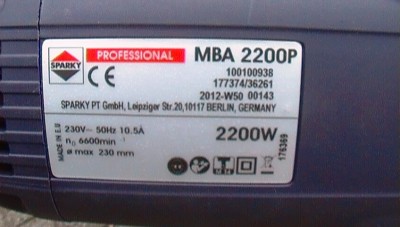 SPARKY PROFESSIONAL MBA 2200P
100100938
177374/36261
CE 2012-W50 00143
SPARKY PT GmbH, Leipziger Str.20,10117 BERLIN, GERMANY
MADE IN E.U
230V~ 50Hz 10.5A 2200W
n₀ 6600min⁻¹
ø max 230 mm
176369